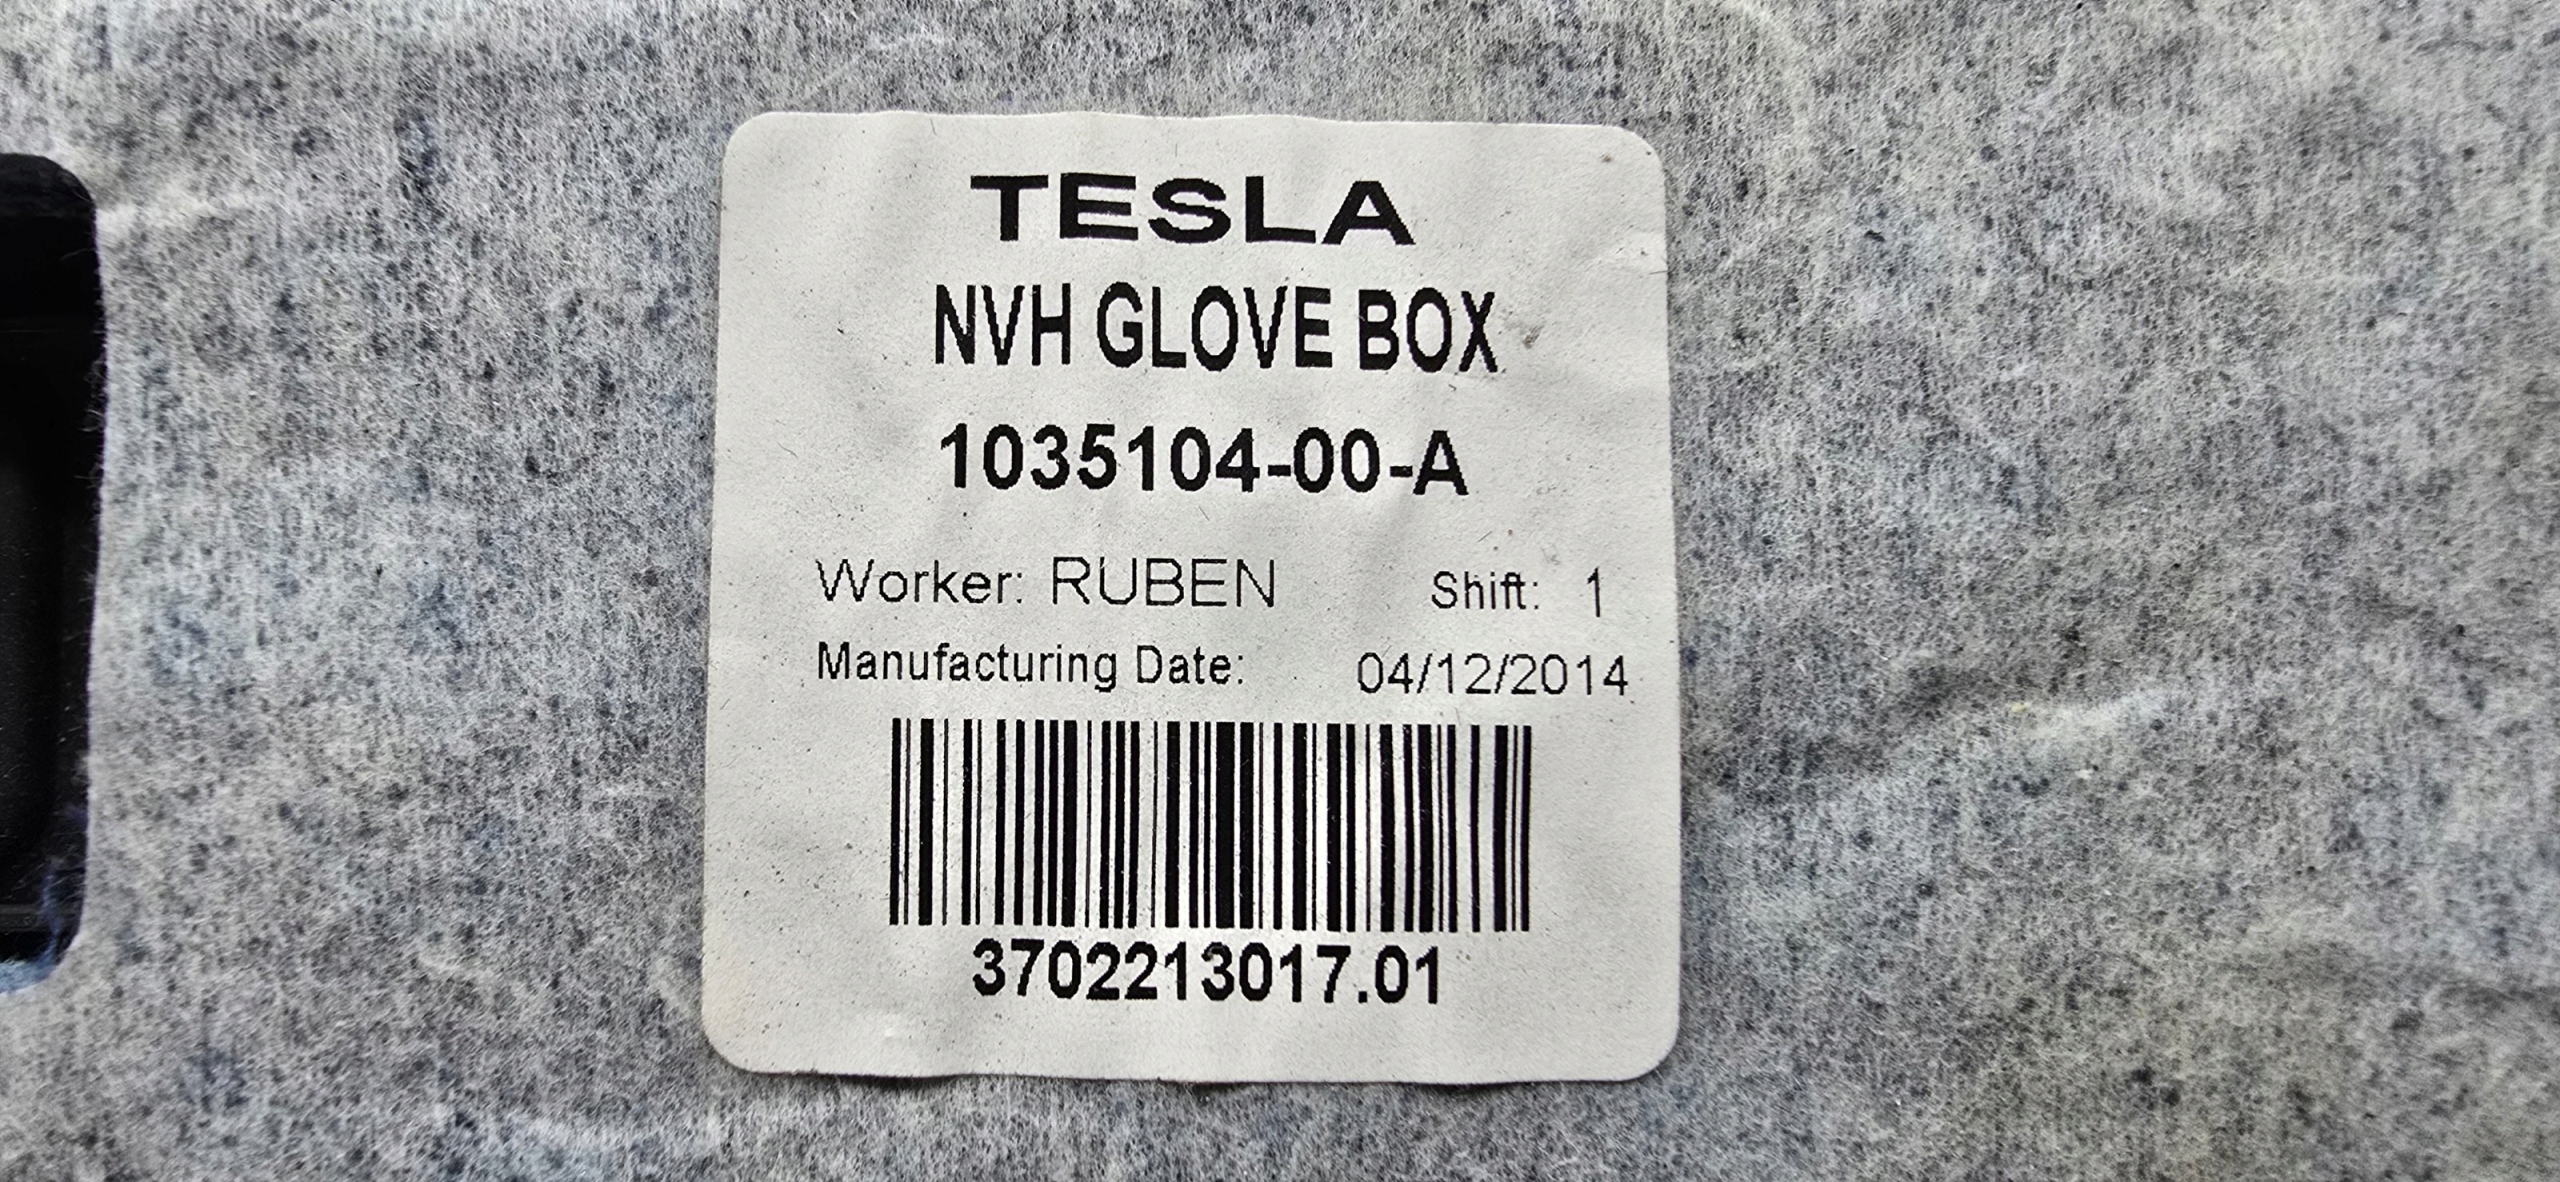 TESLA
NVH GLOVE BOX
1035104-00-A
Worker: RUBEN Shift: 1
Manufacturing Date: 04/12/2014
3702213017.01